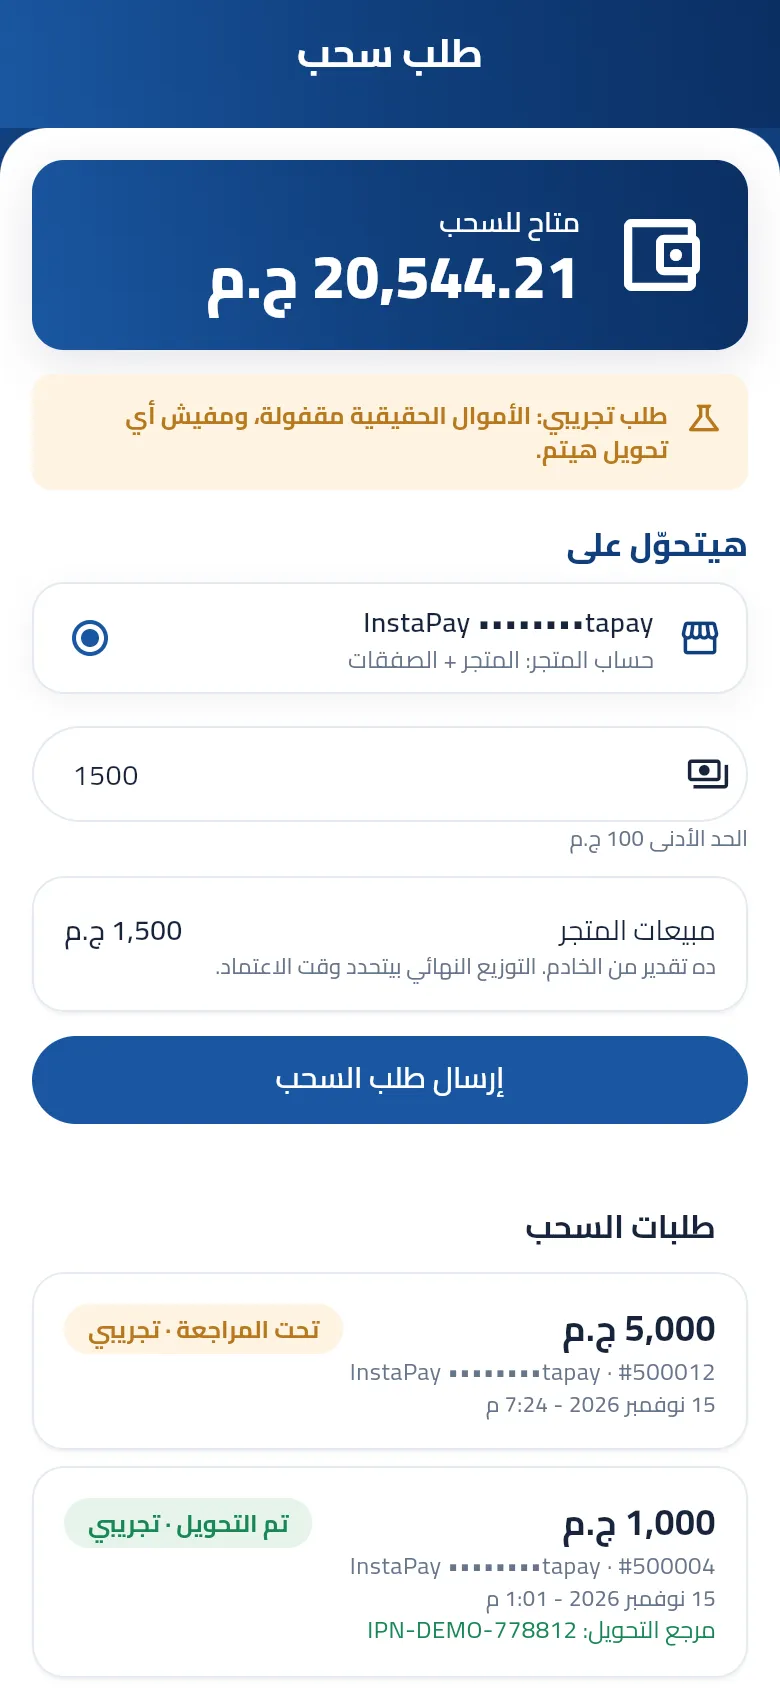 طلب سحب
متاح للسحب
20,544.21 ج.م
طلب تجريبي: الأموال الحقيقية مقفولة، ومفيش أي
تحويل هيتم.
هيتحوّل على
InstaPay ▪▪▪▪▪▪▪▪tapay
حساب المتجر: المتجر + الصفقات
1500
الحد الأدنى 100 ج.م
مبيعات المتجر 1,500 ج.م
ده تقدير من الخادم. التوزيع النهائي بيتحدد وقت الاعتماد.
إرسال طلب السحب
طلبات السحب
5,000 ج.م تحت المراجعة · تجريبي
InstaPay ▪▪▪▪▪▪▪▪tapay · #500012
15 نوفمبر 2026 - 7:24 م
1,000 ج.م تم التحويل · تجريبي
InstaPay ▪▪▪▪▪▪▪▪tapay · #500004
15 نوفمبر 2026 - 1:01 م
مرجع التحويل: IPN-DEMO-778812